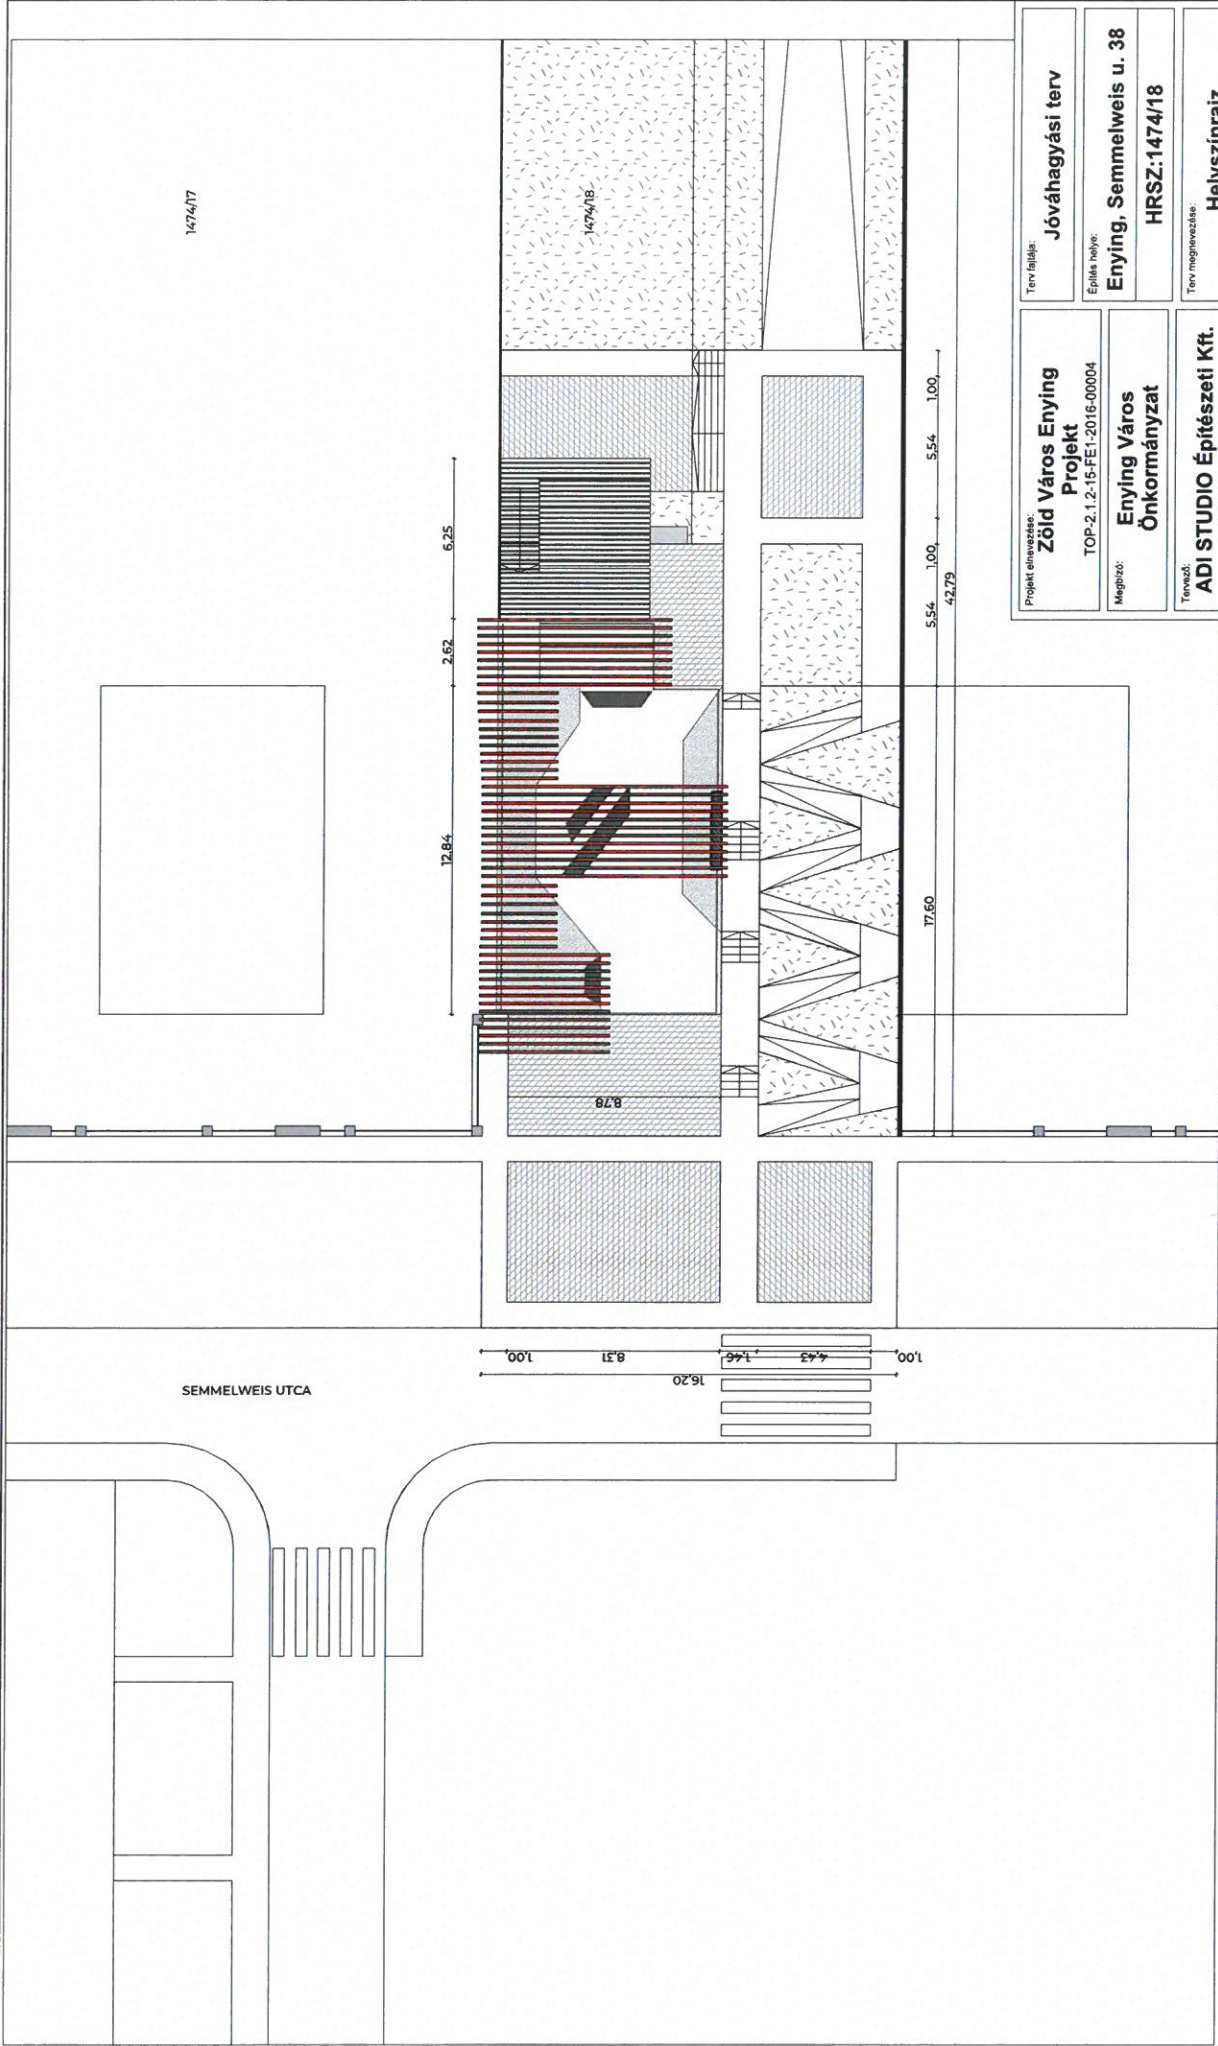 1474/17
1474/18
6,25
2,62
12,84
8,78
1,00
5,54
1,00
5,54
42,79
17,60
SEMMELWEIS UTCA
1,00
8,31
1,46
4,43
1,00
16,20
Projekt elnevezése:
Zöld Város Enying
Projekt
TOP-2.1.2-15-FE1-2016-00004
Megbízó:
Enying Város
Önkormányzat
Tervező:
ADI STUDIO Építészeti Kft.
Terv fajtája:
Jóváhagyási terv
Építés helye:
Enying, Semmelweis u. 38
HRSZ:1474/18
Terv megnevezése:
Helyszínrajz